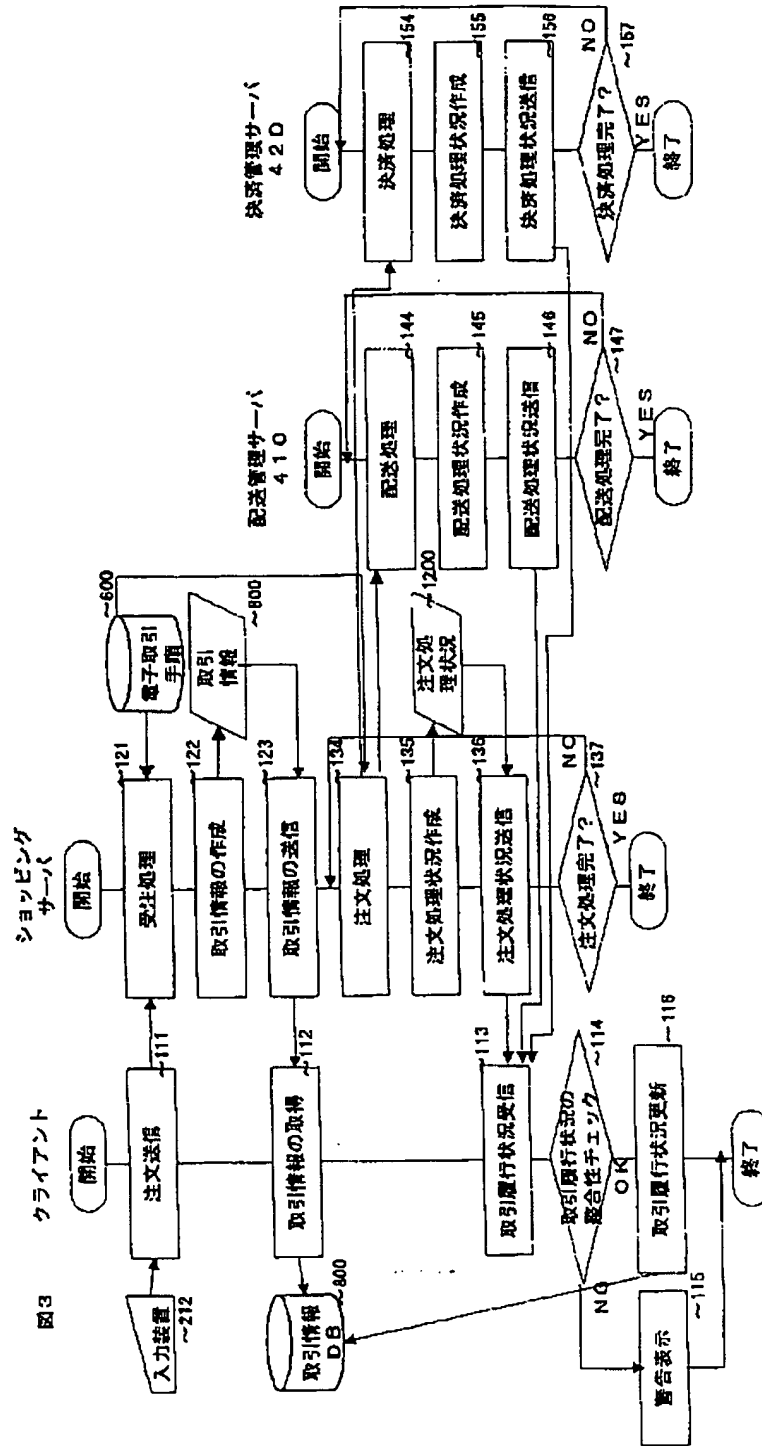 図3
クライアント
開始
入力装置
~212
注文送信
~111
取引情報の取得
~112
取引情報
DB
~800
取引履行状況受信
113
取引履行状況の
整合性チェック
~114
NG
OK
警告表示
~115
取引履行状況更新
~116
終了
ショッピング
サーバ
開始
受注処理
~121
電子取引
手順
~600
取引情報の作成
~122
取引
情報
~800
取引情報の送信
~123
注文処理
~134
注文処理状況作成
~135
注文処
理状況
~1200
注文処理状況送信
~136
注文処理完了?
~137
NO
YES
終了
配送管理サーバ
410
開始
配送処理
~144
配送処理状況作成
~145
配送処理状況送信
~146
配送処理完了?
~147
NO
YES
終了
決済管理サーバ
420
開始
決済処理
~154
決済処理状況作成
~155
決済処理状況送信
~156
決済処理完了?
~157
NO
YES
終了